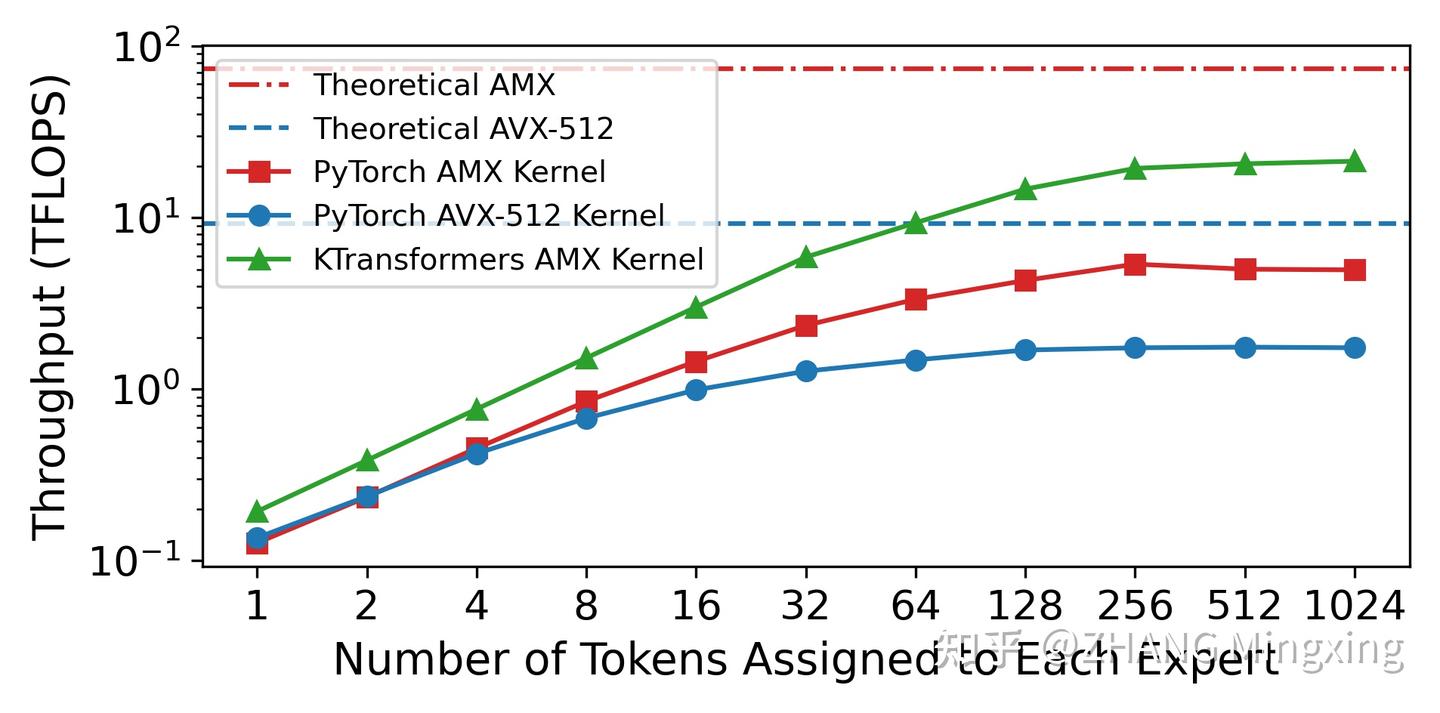 10²
10¹
10⁰
10⁻¹
Throughput (TFLOPS)
Theoretical AMX
Theoretical AVX-512
PyTorch AMX Kernel
PyTorch AVX-512 Kernel
KTransformers AMX Kernel
1 2 4 8 16 32 64 128 256 512 1024
Number of Tokens Assigned to Each Expert
知乎 @ZHANG Mingxing